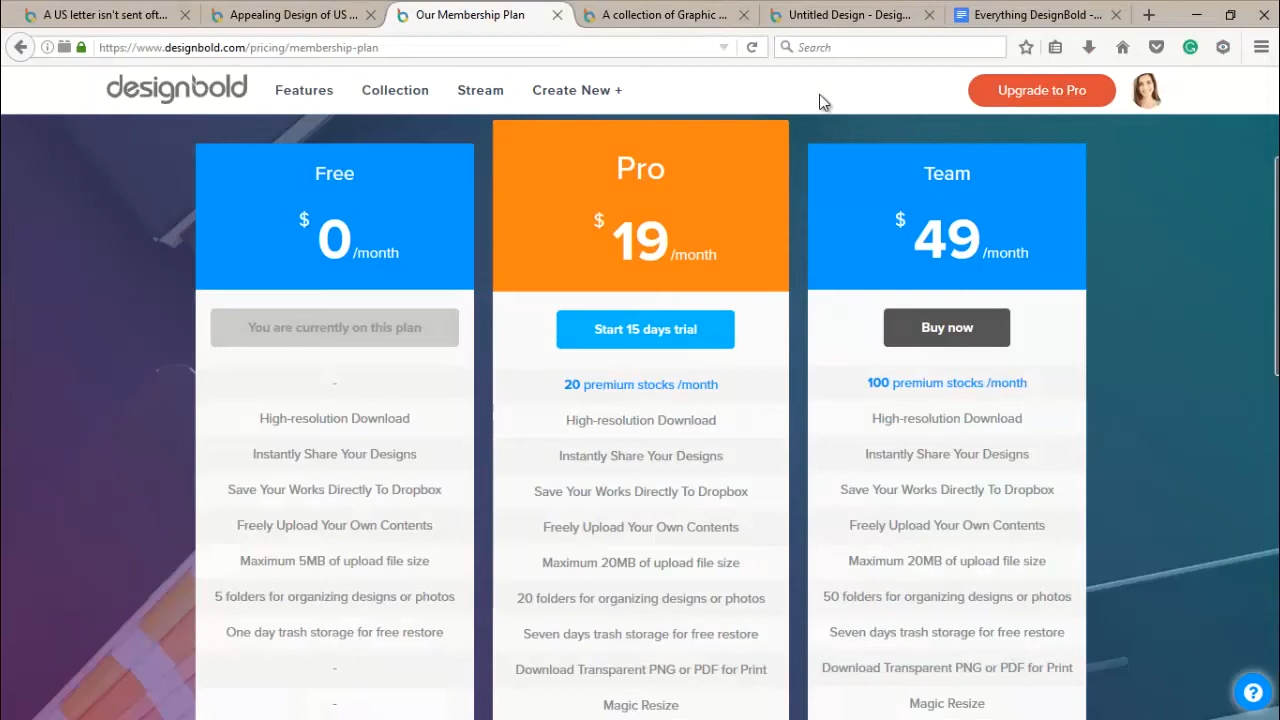 A US letter isn't sent oft...
Appealing Design of US ...
Our Membership Plan
A collection of Graphic ...
Untitled Design - Desig...
Everything DesignBold -...
https://www.designbold.com/pricing/membership-plan
Search
designbold
Features
Collection
Stream
Create New +
Upgrade to Pro
Free
$ 0 /month
You are currently on this plan
-
High-resolution Download
Instantly Share Your Designs
Save Your Works Directly To Dropbox
Freely Upload Your Own Contents
Maximum 5MB of upload file size
5 folders for organizing designs or photos
One day trash storage for free restore
-
-
Pro
$ 19 /month
Start 15 days trial
20 premium stocks /month
High-resolution Download
Instantly Share Your Designs
Save Your Works Directly To Dropbox
Freely Upload Your Own Contents
Maximum 20MB of upload file size
20 folders for organizing designs or photos
Seven days trash storage for free restore
Download Transparent PNG or PDF for Print
Magic Resize
Team
$ 49 /month
Buy now
100 premium stocks /month
High-resolution Download
Instantly Share Your Designs
Save Your Works Directly To Dropbox
Freely Upload Your Own Contents
Maximum 20MB of upload file size
50 folders for organizing designs or photos
Seven days trash storage for free restore
Download Transparent PNG or PDF for Print
Magic Resize
?